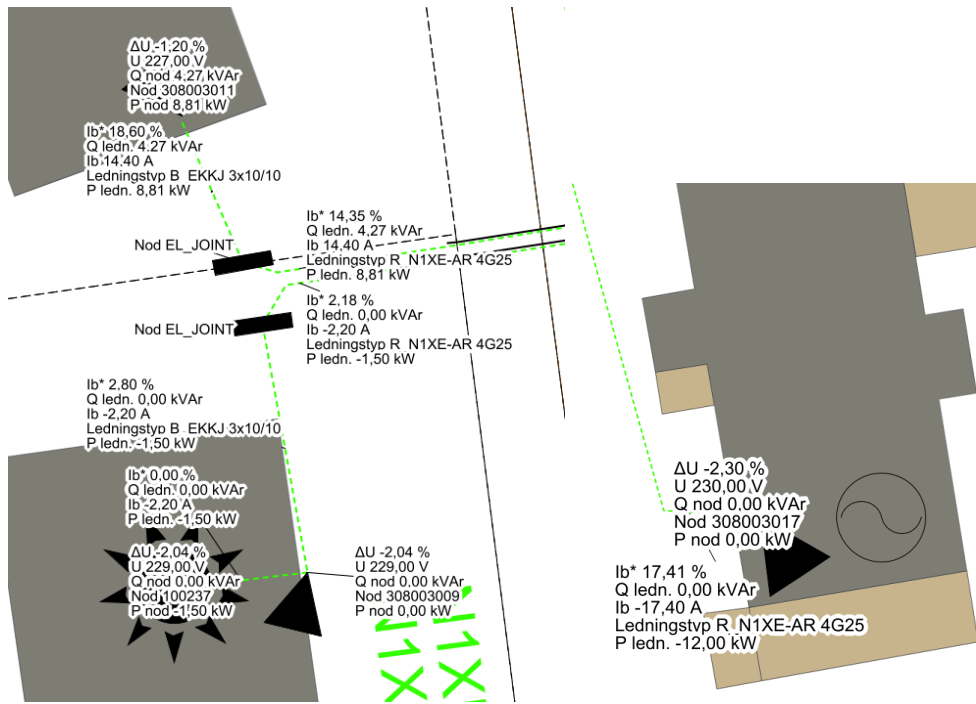 ΔU -1,20 %
U 227,00 V
Q nod 4,27 kVAr
Nod 308003011
P nod 8,81 kW
Ib* 18,60 %
Q ledn. 4.27 kVAr
Ib 14.40 A
Ledningstyp B EKKJ 3x10/10
P ledn. 8,81 kW
Nod EL_JOINT
Ib* 14,35 %
Q ledn. 4,27 kVAr
Ib 14,40 A
Ledningstyp R N1XE-AR 4G25
P ledn. 8,81 kW
Nod EL_JOINT
Ib* 2,18 %
Q ledn. 0,00 kVAr
Ib -2,20 A
Ledningstyp R N1XE-AR 4G25
P ledn. -1,50 kW
Ib* 2,80 %
Q ledn. 0,00 kVAr
Ib -2,20 A
Ledningstyp B EKKJ 3x10/10
P ledn. -1,50 kW
Ib* 0,00 %
Q ledn. 0,00 kVAr
Ib -2,20 A
P ledn. -1,50 kW
ΔU -2,04 %
U 229,00 V
Q nod 0,00 kVAr
Nod 100237
P nod -1,50 kW
ΔU -2,04 %
U 229,00 V
Q nod 0,00 kVAr
Nod 308003009
P nod 0,00 kW
N1X
N1X
ΔU -2,30 %
U 230,00 V
Q nod 0,00 kVAr
Nod 308003017
P nod 0,00 kW
Ib* 17,41 %
Q ledn. 0,00 kVAr
Ib -17,40 A
Ledningstyp R N1XE-AR 4G25
P ledn. -12,00 kW